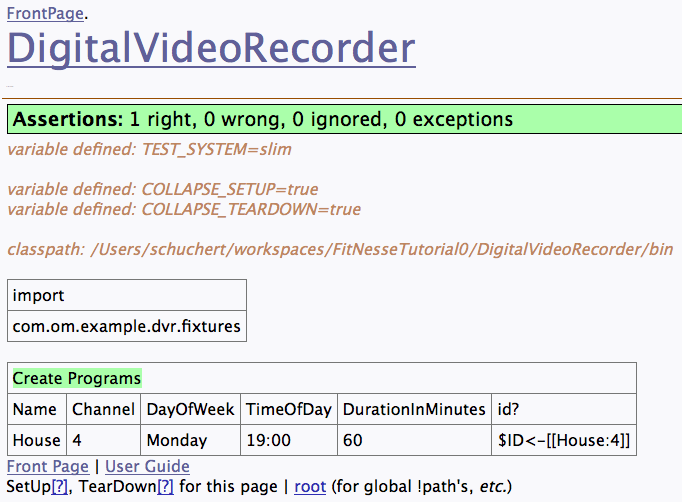 FrontPage.
DigitalVideoRecorder
Assertions: 1 right, 0 wrong, 0 ignored, 0 exceptions
variable defined: TEST_SYSTEM=slim
variable defined: COLLAPSE_SETUP=true
variable defined: COLLAPSE_TEARDOWN=true
classpath: /Users/schuchert/workspaces/FitNesseTutorial0/DigitalVideoRecorder/bin
import
com.om.example.dvr.fixtures
Create Programs
Name Channel DayOfWeek TimeOfDay DurationInMinutes id?
House 4 Monday 19:00 60 $ID<-[[House:4]]
Front Page | User Guide
SetUp[?], TearDown[?] for this page | root (for global !path's, etc.)